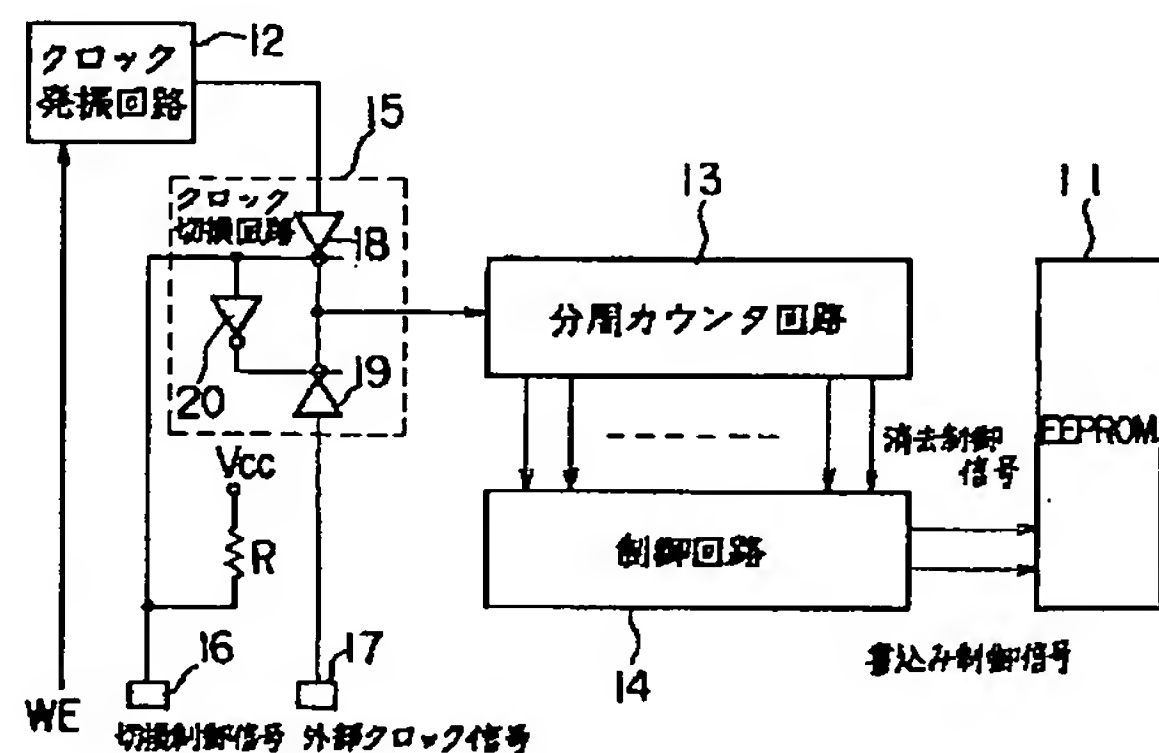 12
クロック
発振回路
15
クロック
切換回路
18
13
11
分周カウンタ回路
20
19
消去制御
信号
EEPROM
Vcc
R
制御回路
16
17
14
書込み制御信号
WE
切換制御信号
外部クロック信号